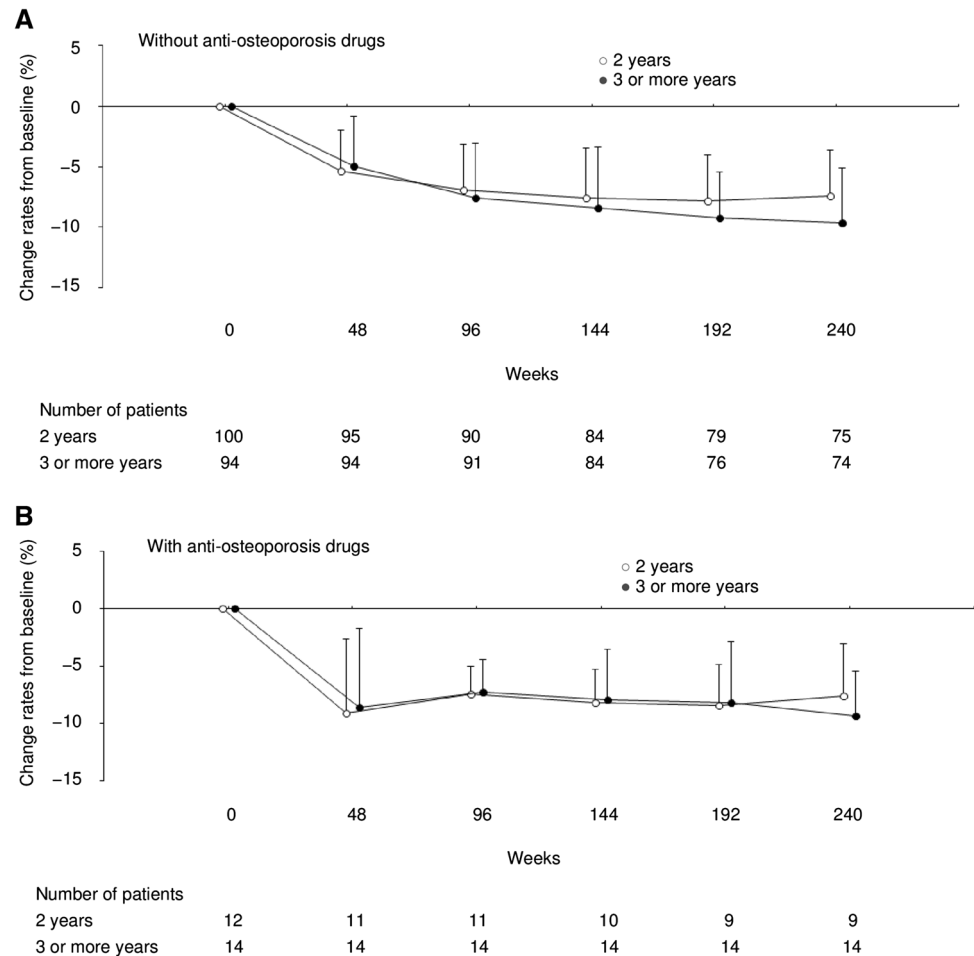 A
Without anti-osteoporosis drugs
2 years
3 or more years
Change rates from baseline (%)
5
0
−5
−10
−15
0 48 96 144 192 240
Weeks
Number of patients
2 years 100 95 90 84 79 75
3 or more years 94 94 91 84 76 74
B
With anti-osteoporosis drugs
2 years
3 or more years
Change rates from baseline (%)
5
0
−5
−10
−15
0 48 96 144 192 240
Weeks
Number of patients
2 years 12 11 11 10 9 9
3 or more years 14 14 14 14 14 14